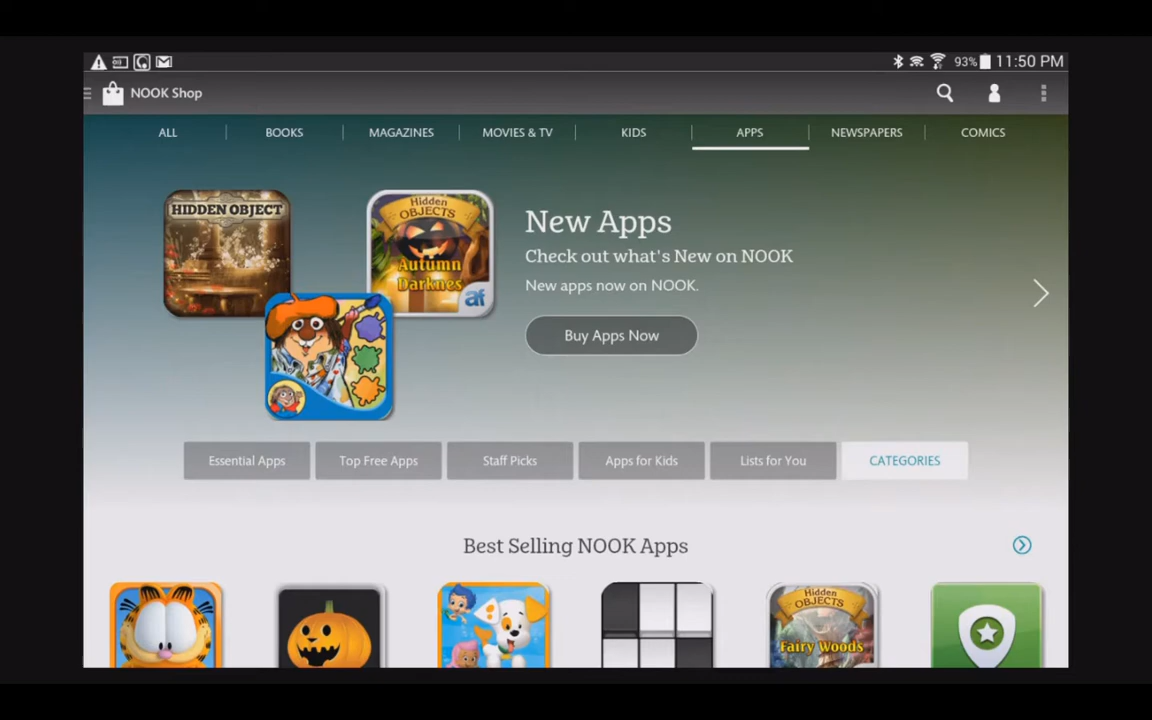 93% 11:50 PM
NOOK Shop
ALL BOOKS MAGAZINES MOVIES & TV KIDS APPS NEWSPAPERS COMICS
HIDDEN OBJECT
Hidden
OBJECTS
Autumn
Darknes
af
New Apps
Check out what's New on NOOK
New apps now on NOOK.
Buy Apps Now
Essential Apps Top Free Apps Staff Picks Apps for Kids Lists for You CATEGORIES
Best Selling NOOK Apps
Hidden
OBJECTS
Fairy Woods